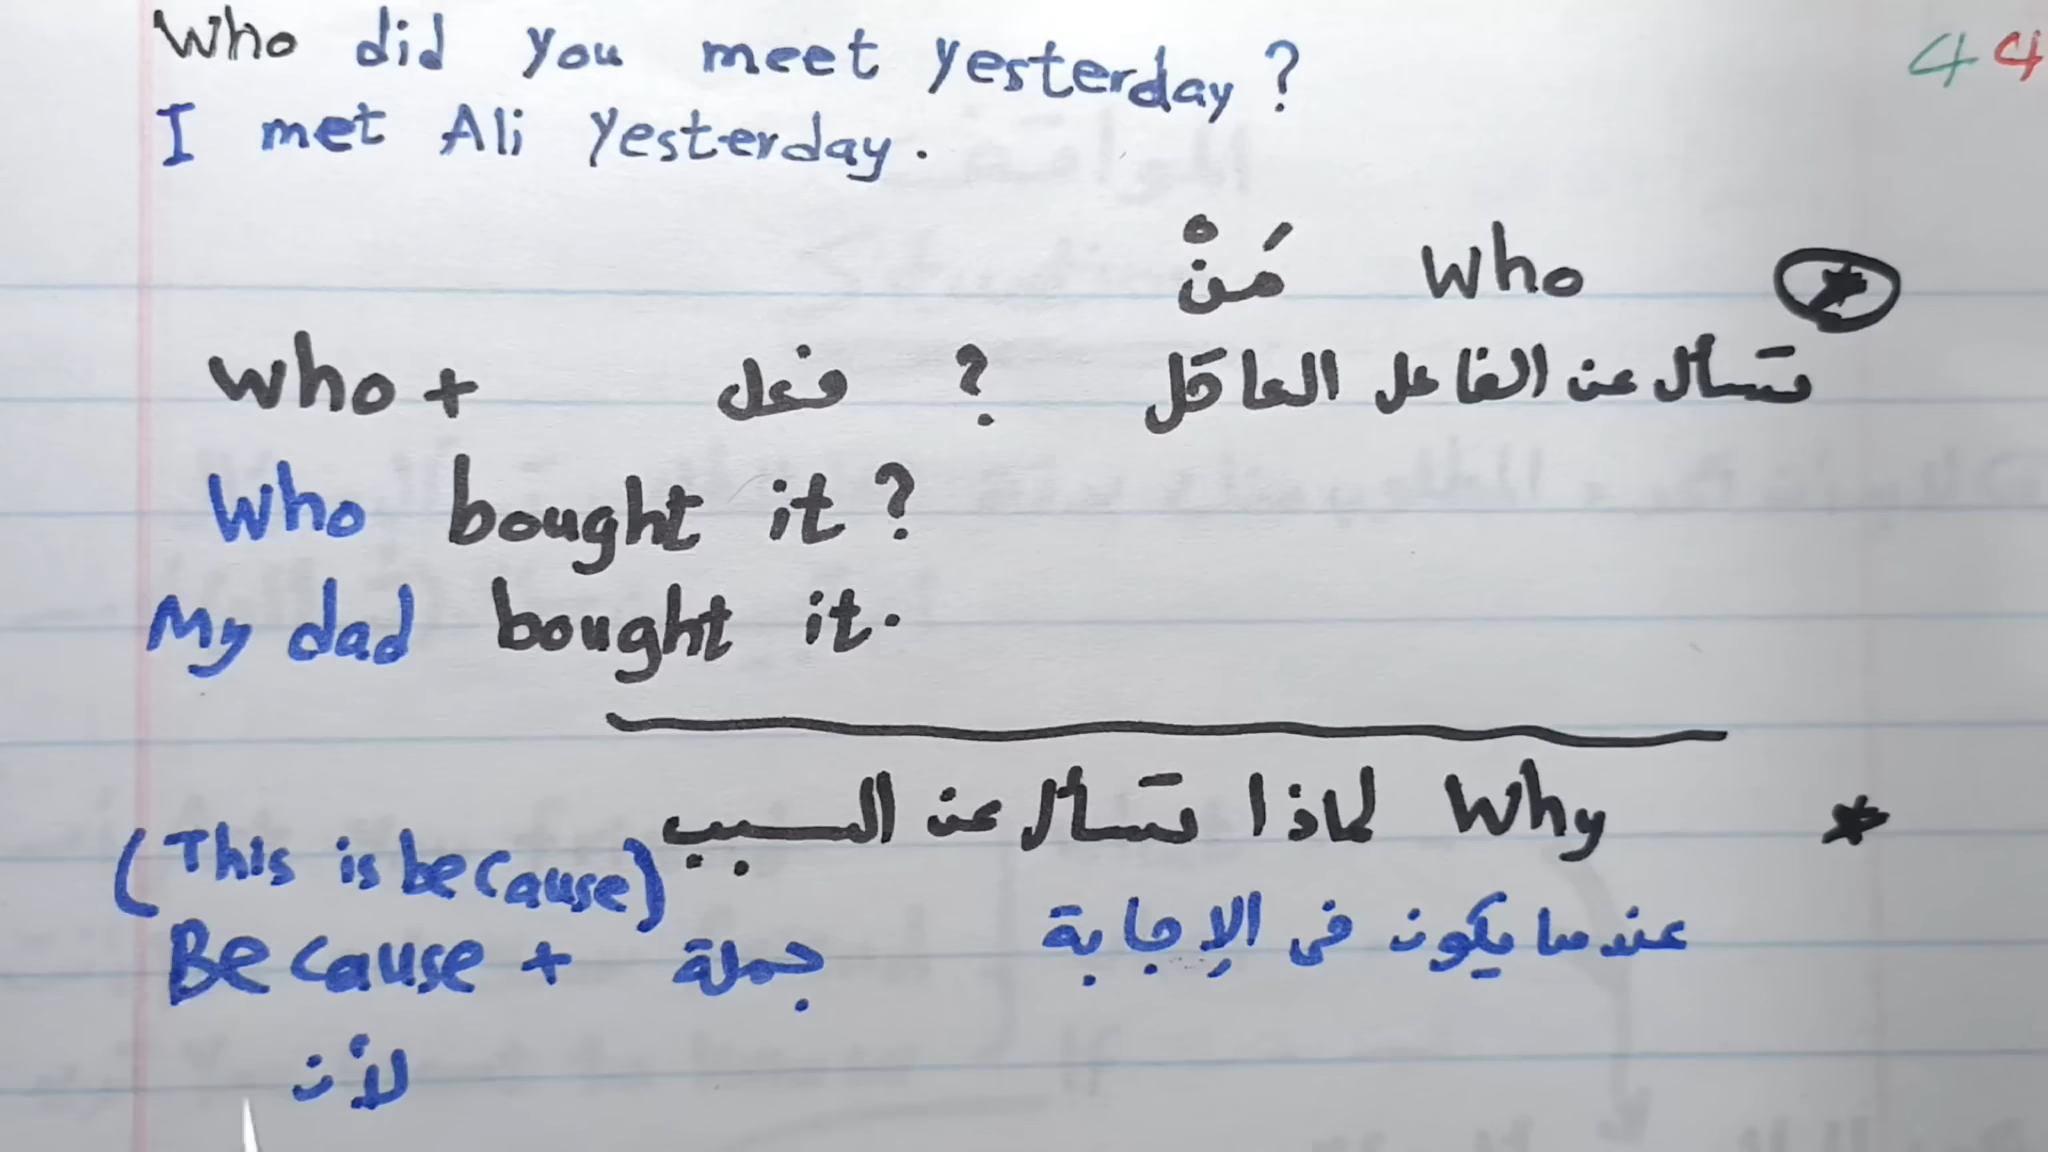 Who did you meet yesterday?
44
I met Ali yesterday.
Who مَنْ
تسأل عن الفاعل العاقل
who + فعل ?
Who bought it?
My dad bought it.
Why لماذا تسأل عن السبب
عندما يكون فى الإجابة
(This is because)
Because + جملة
لأن